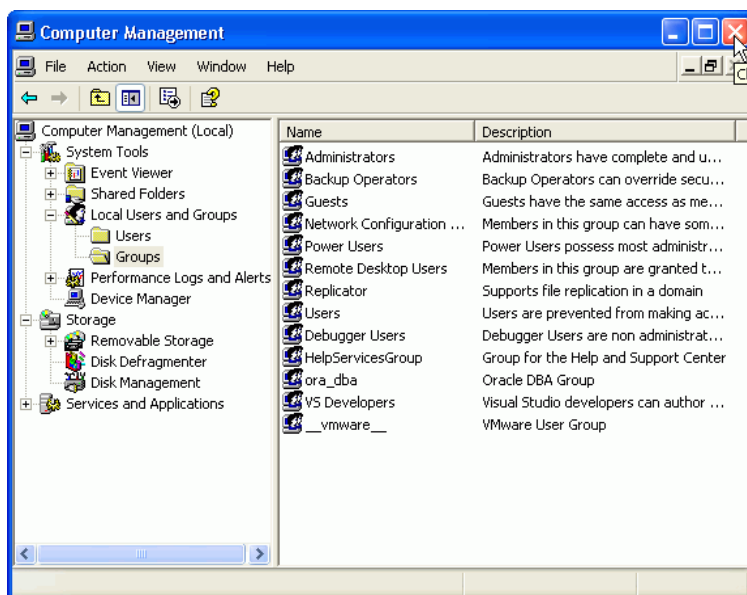 Computer Management
File Action View Window Help
Computer Management (Local)
System Tools
Event Viewer
Shared Folders
Local Users and Groups
Users
Groups
Performance Logs and Alerts
Device Manager
Storage
Removable Storage
Disk Defragmenter
Disk Management
Services and Applications
Name Description
Administrators Administrators have complete and u...
Backup Operators Backup Operators can override secu...
Guests Guests have the same access as me...
Network Configuration ... Members in this group can have som...
Power Users Power Users possess most administr...
Remote Desktop Users Members in this group are granted t...
Replicator Supports file replication in a domain
Users Users are prevented from making ac...
Debugger Users Debugger Users are non administrat...
HelpServicesGroup Group for the Help and Support Center
ora_dba Oracle DBA Group
VS Developers Visual Studio developers can author ...
__vmware__ VMware User Group